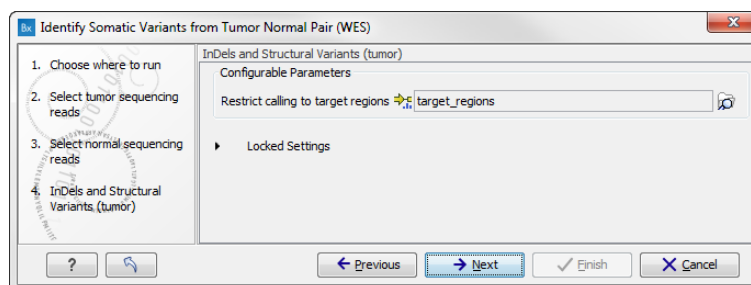 Bx Identify Somatic Variants from Tumor Normal Pair (WES)
1. Choose where to run
2. Select tumor sequencing
reads
3. Select normal sequencing
reads
4. InDels and Structural
Variants (tumor)
InDels and Structural Variants (tumor)
Configurable Parameters
Restrict calling to target regions target_regions
Locked Settings
? Previous Next Finish Cancel